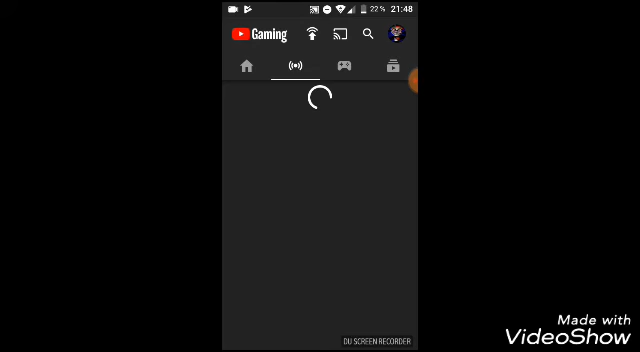 22% 21:48
Gaming
DU SCREEN RECORDER
Made with
VideoShow